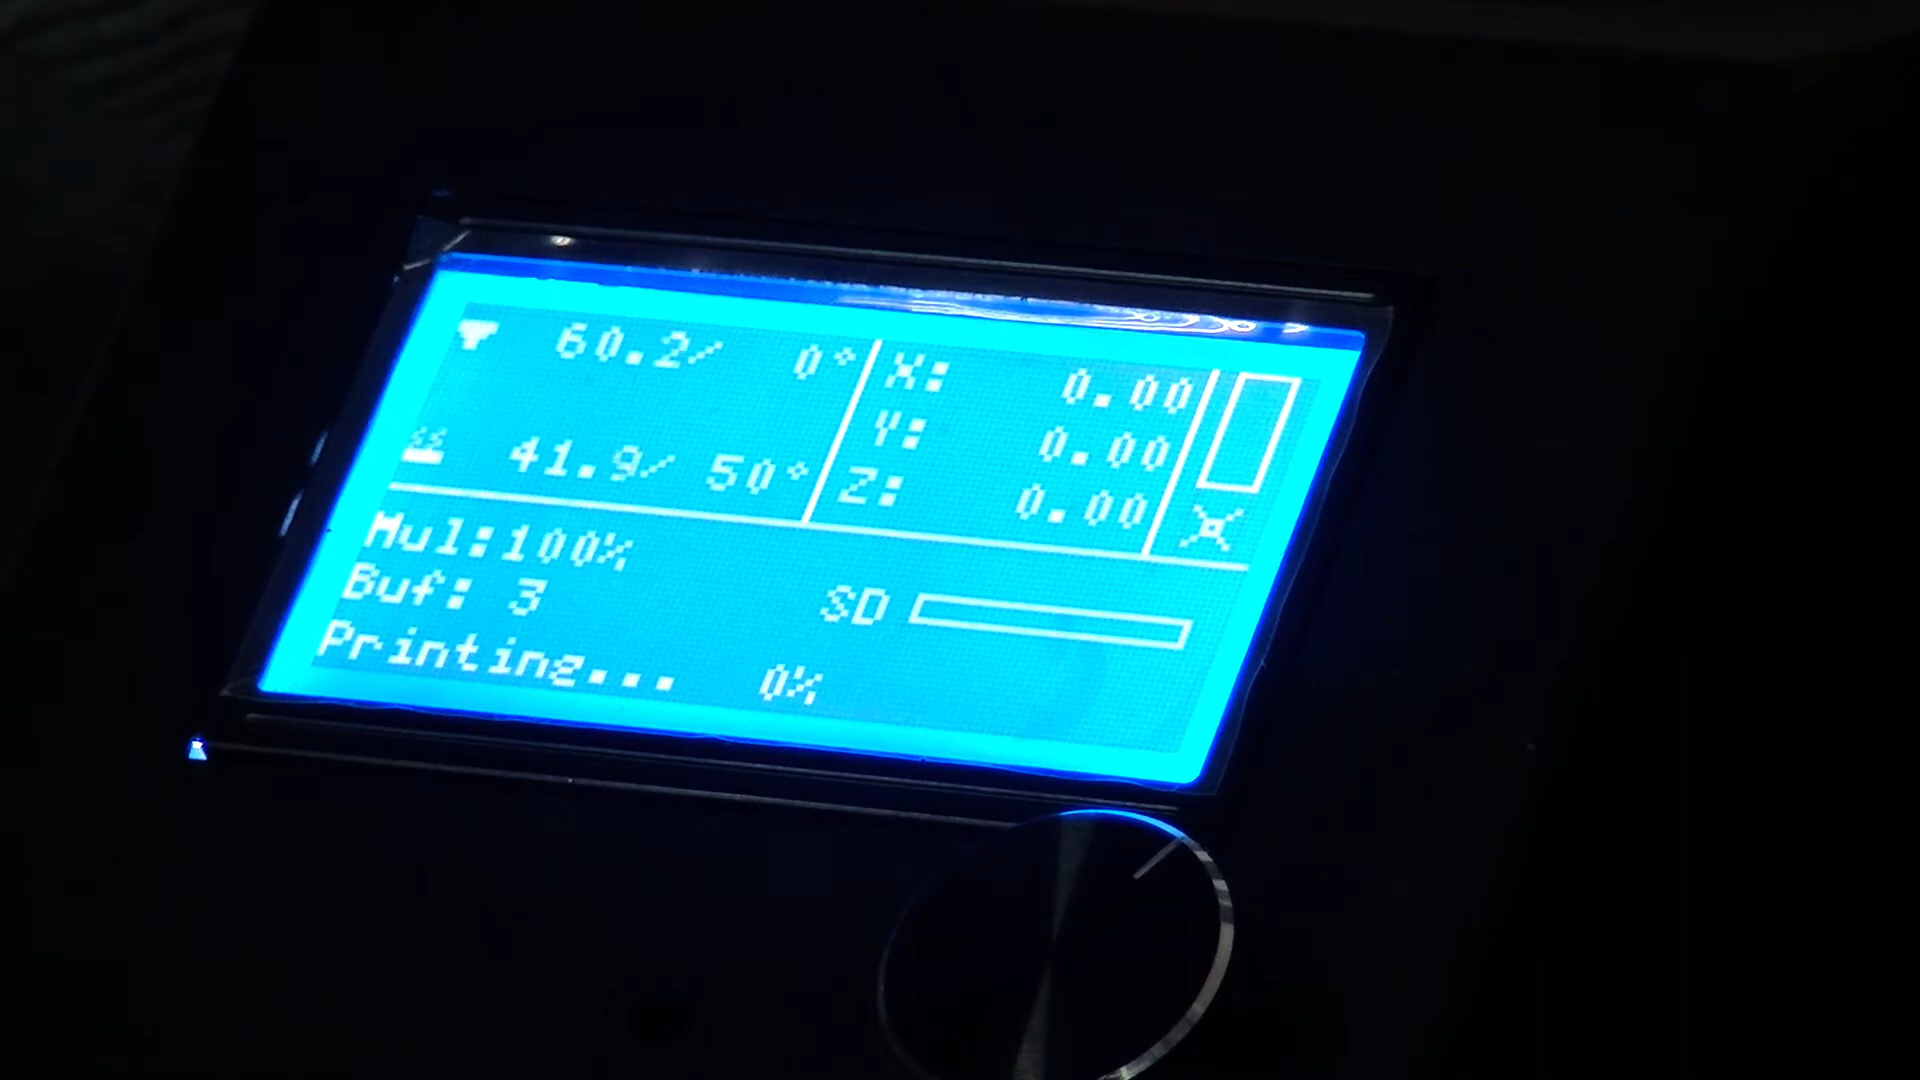 60.2/ 0°
41.9/ 50°
X: 0.00
Y: 0.00
Z: 0.00
Mul:100%
Buf: 3
SD
Printing... 0%